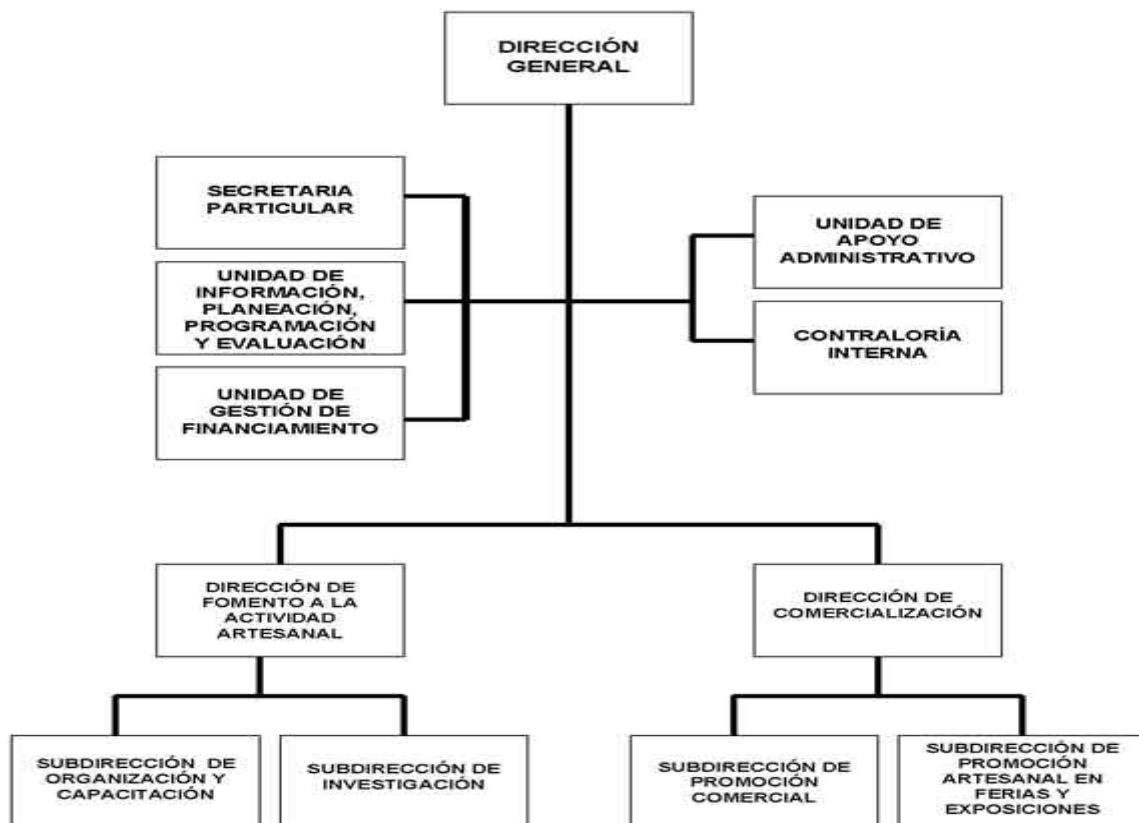 DIRECCIÓN
GENERAL
SECRETARIA
PARTICULAR
UNIDAD DE
INFORMACIÓN,
PLANEACIÓN,
PROGRAMACIÓN
Y EVALUACIÓN
UNIDAD DE
GESTIÓN DE
FINANCIAMIENTO
UNIDAD DE
APOYO
ADMINISTRATIVO
CONTRALORÍA
INTERNA
DIRECCIÓN DE
FOMENTO A LA
ACTIVIDAD
ARTESANAL
DIRECCIÓN DE
COMERCIALIZACIÓN
SUBDIRECCIÓN DE
ORGANIZACIÓN Y
CAPACITACIÓN
SUBDIRECCIÓN DE
INVESTIGACIÓN
SUBDIRECCIÓN DE
PROMOCIÓN
COMERCIAL
SUBDIRECCIÓN DE
PROMOCIÓN
ARTESANAL EN
FERIAS Y
EXPOSICIONES